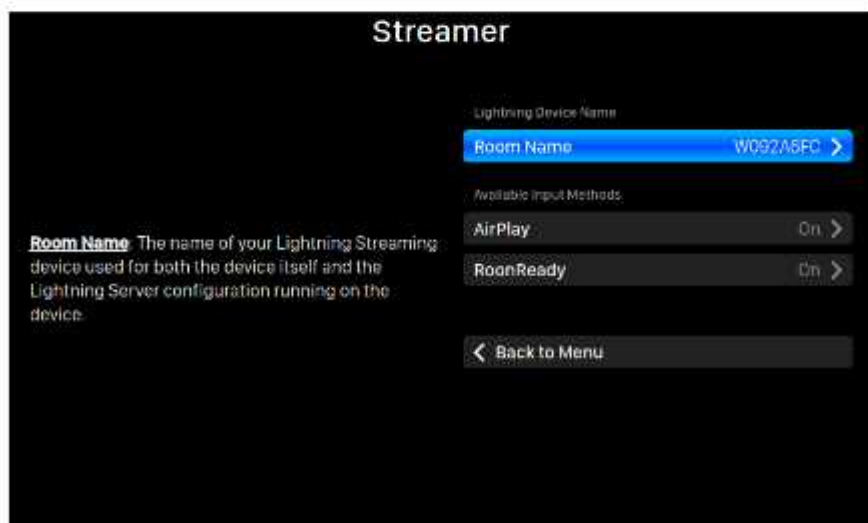 Streamer
Lightning Device Name
Room Name W092A6FC
Available Input Methods
AirPlay On
RoonReady On
Room Name: The name of your Lightning Streaming
device used for both the device itself and the
Lightning Server configuration running on the
device.
Back to Menu